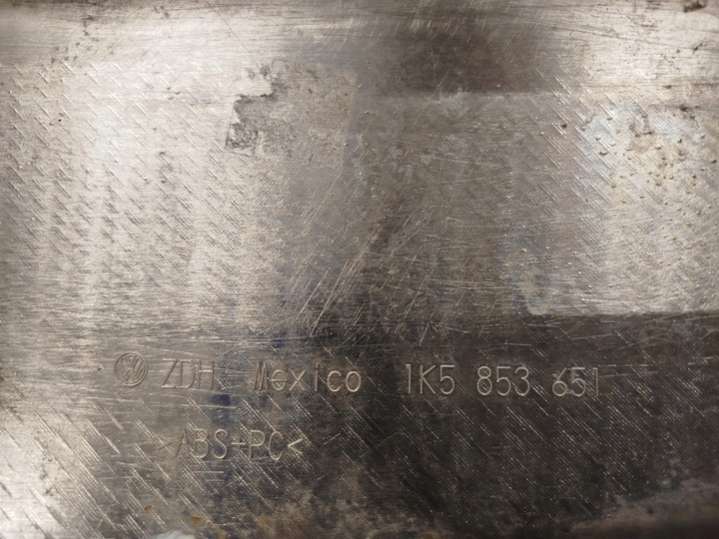 ZDH Mexico 1K5 853 651
>ABS+PC<